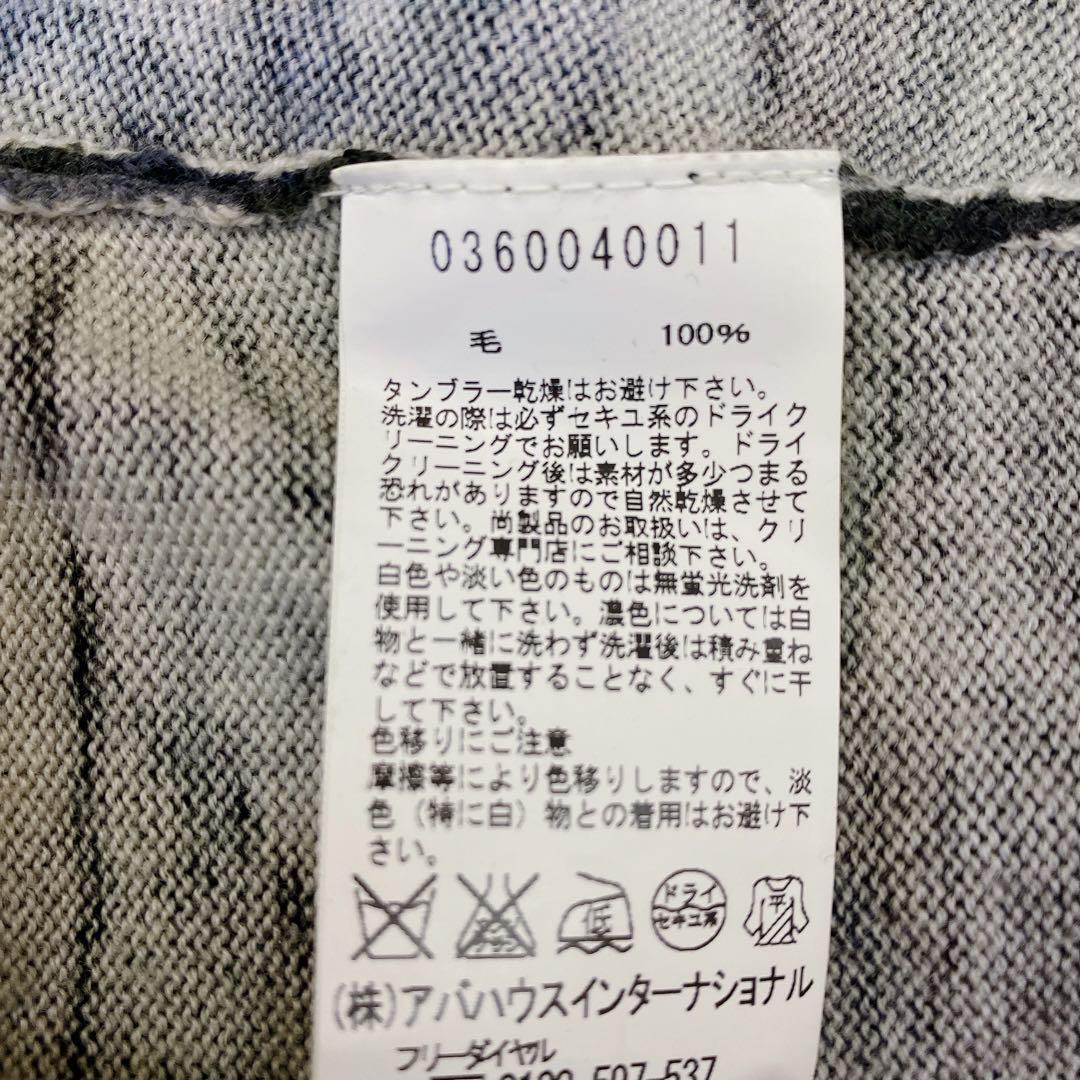 0360040011
毛 100%
タンブラー乾燥はお避け下さい。
洗濯の際は必ずセキユ系のドライク
リーニングでお願いします。ドライ
クリーニング後は素材が多少つまる
恐れがありますので自然乾燥させて
下さい。尚製品のお取扱いは、クリ
ーニング専門店にご相談下さい。
白色や淡い色のものは無蛍光洗剤を
使用して下さい。濃色については白
物と一緒に洗わず洗濯後は積み重ね
などで放置することなく、すぐに干
して下さい。
色移りにご注意
摩擦等により色移りしますので、淡
色（特に白）物との着用はお避け下
さい。
低 ドライ 平
セキユ系
(株)アバハウスインターナショナル
フリーダイヤル
0120-507-537